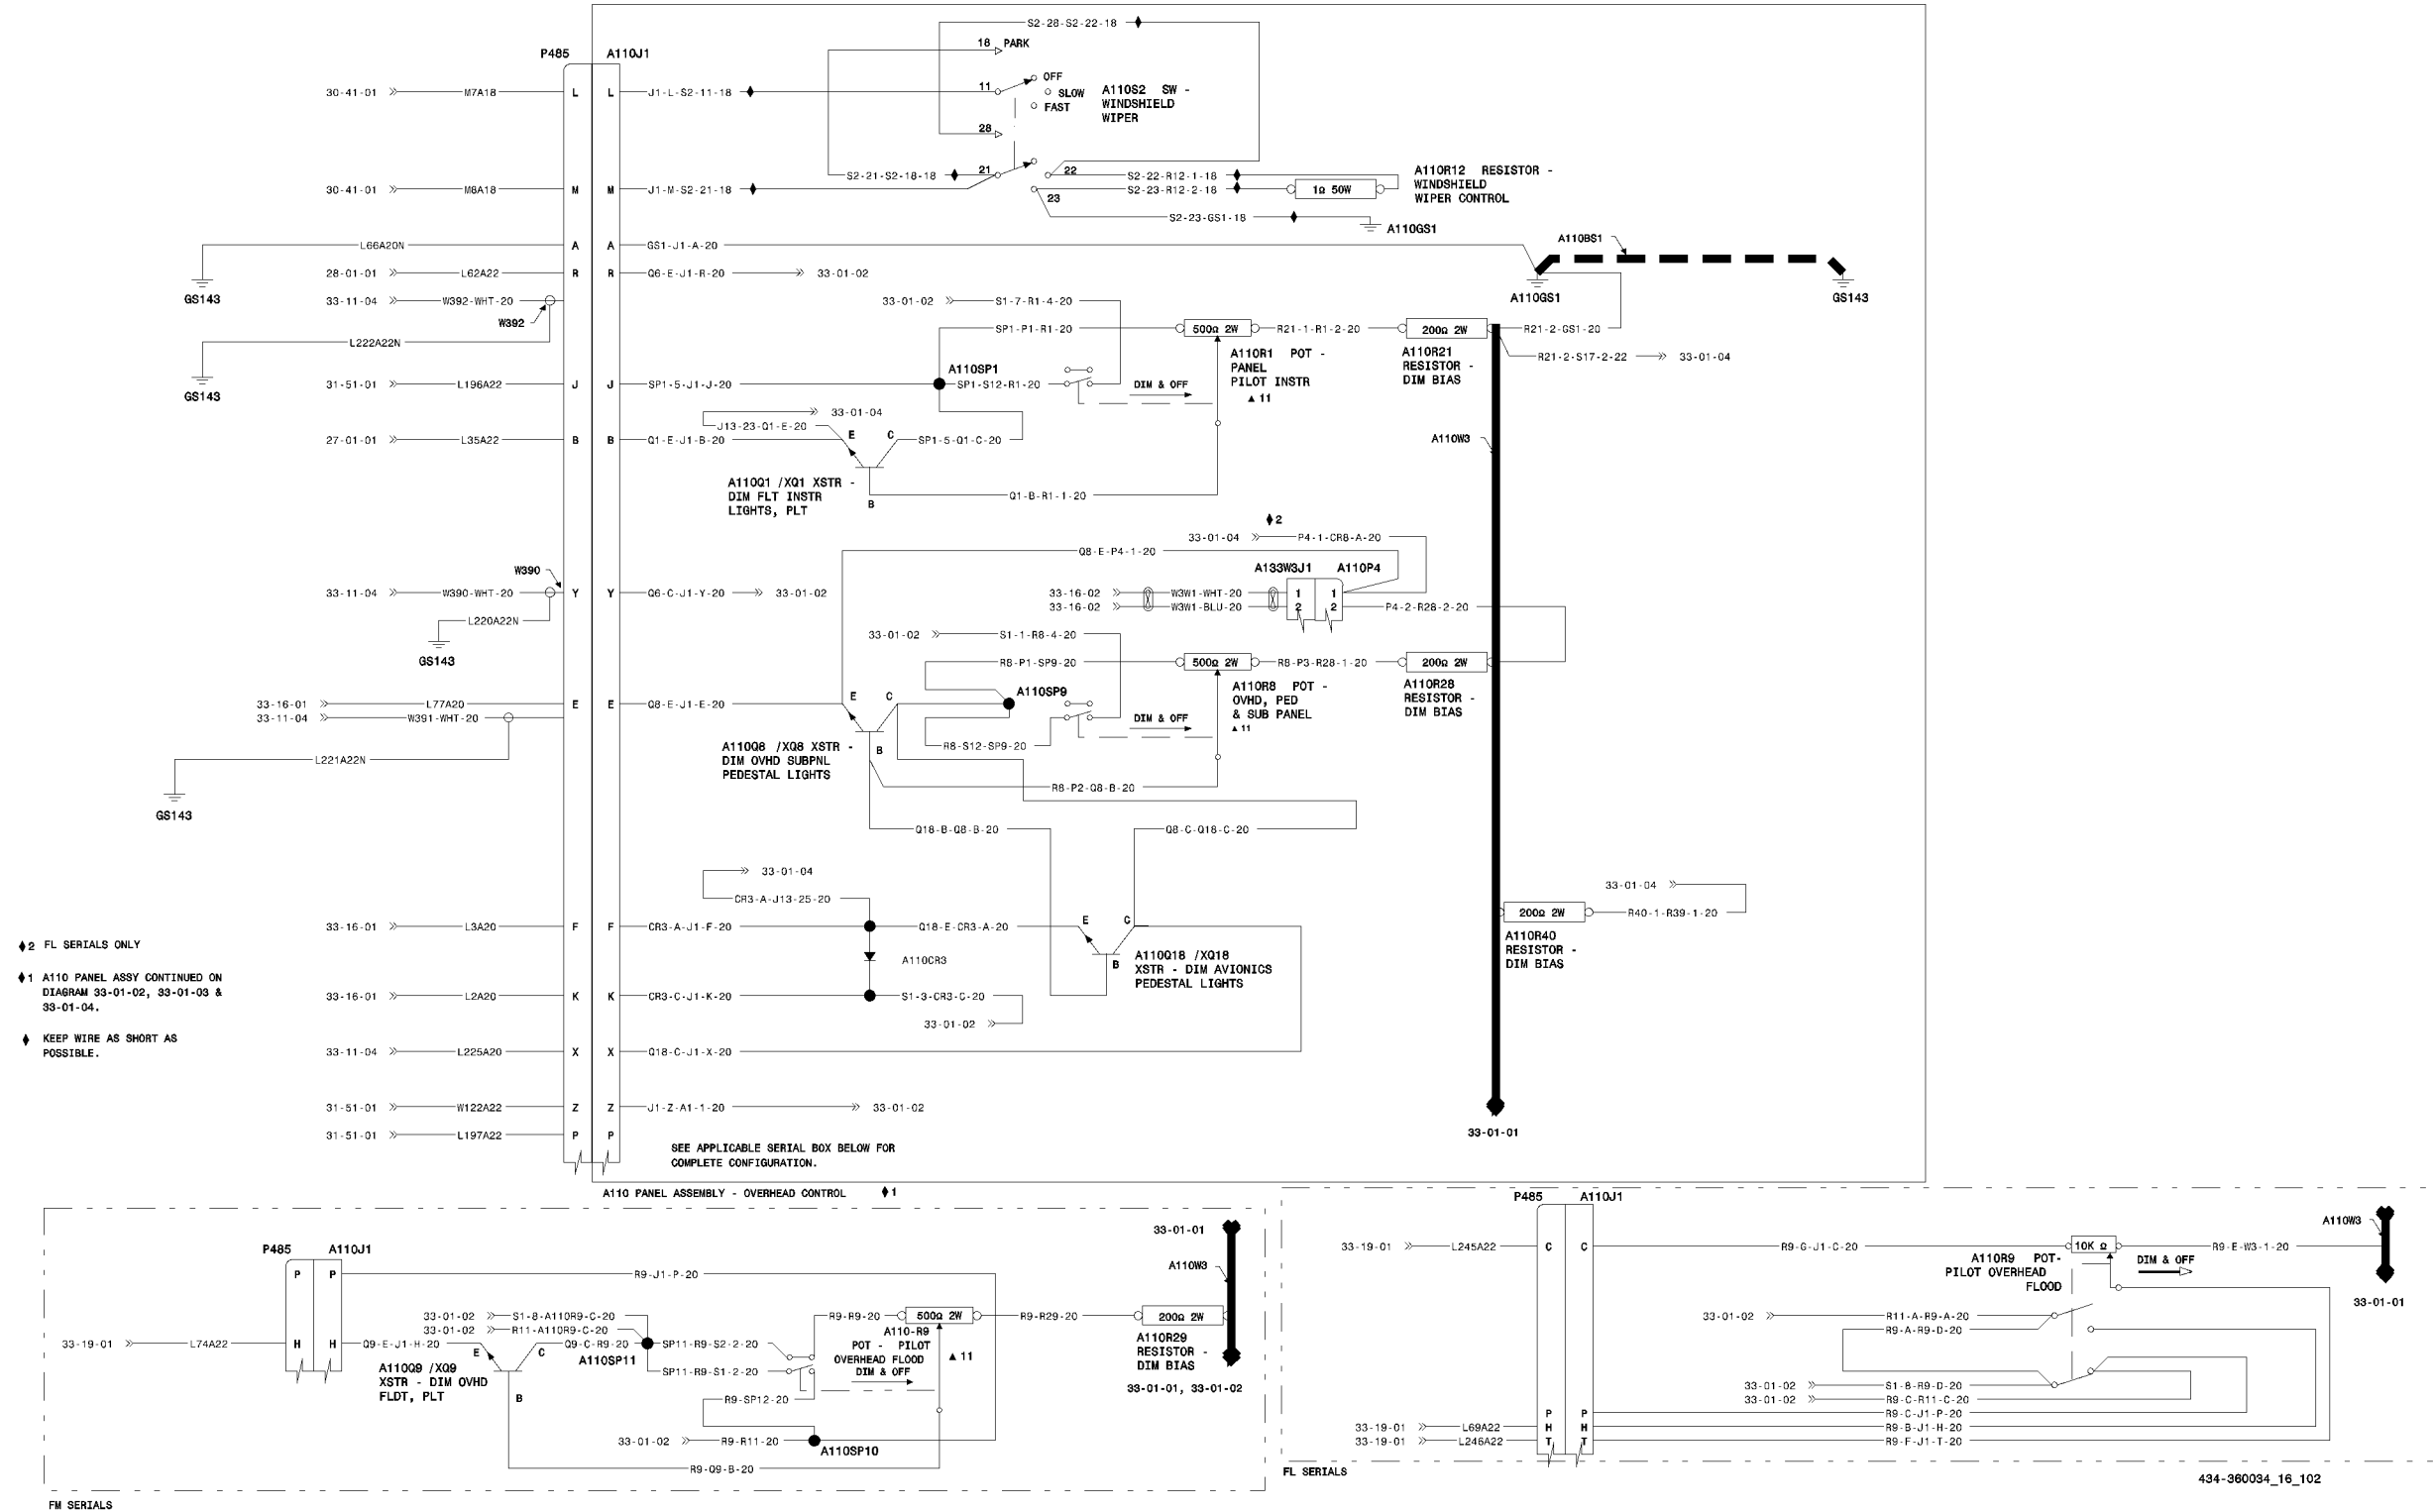 S2-28-S2-22-18
18 PARK
P485 A110J1
OFF
11
SLOW
FAST
A110S2 SW -
WINDSHIELD
WIPER
30-41-01 M7A18 L L J1-L-S2-11-18
28
21
22
S2-21-S2-18-18
S2-22-R12-1-18
S2-23-R12-2-18
1Ω 50W
A110R12 RESISTOR -
WINDSHIELD
WIPER CONTROL
30-41-01 M8A18 M M J1-M-S2-21-18
23
S2-23-GS1-18
A110GS1
A110BS1
L66A20N A A GS1-J1-A-20
GS143
28-01-01 L62A22 R R Q6-E-J1-R-20 33-01-02
A110GS1
GS143
33-11-04 W392-WHT-20
W392
33-01-02 S1-7-R1-4-20
L222A22N
GS143
SP1-P1-R1-20 500Ω 2W R21-1-R1-2-20 200Ω 2W R21-2-GS1-20
R21-2-S17-2-22 33-01-04
A110R1 POT -
PANEL
PILOT INSTR
▲ 11
A110R21
RESISTOR -
DIM BIAS
31-51-01 L196A22 J J SP1-5-J1-J-20
A110SP1
SP1-S12-R1-20
DIM & OFF
33-01-04
J13-23-Q1-E-20
27-01-01 L35A22 B B Q1-E-J1-B-20
E C SP1-5-Q1-C-20
A110W3
A110Q1 /XQ1 XSTR -
DIM FLT INSTR
LIGHTS, PLT
B
Q1-B-R1-1-20
♦2
33-01-04 P4-1-CR8-A-20
Q8-E-P4-1-20
W390
A133W3J1 A110P4
33-11-04 W390-WHT-20 Y Y Q6-C-J1-Y-20 33-01-02
33-16-02 W3W1-WHT-20 1 1
33-16-02 W3W1-BLU-20 2 2 P4-2-R28-2-20
L220A22N
GS143
33-01-02 S1-1-R8-4-20
R8-P1-SP9-20 500Ω 2W R8-P3-R28-1-20 200Ω 2W
A110R8 POT -
OVHD, PED
& SUB PANEL
▲ 11
A110R28
RESISTOR -
DIM BIAS
A110SP9
33-16-01 L77A20 E E Q8-E-J1-E-20
E C
33-11-04 W391-WHT-20
DIM & OFF
R8-S12-SP9-20
A110Q8 /XQ8 XSTR -
DIM OVHD SUBPNL
PEDESTAL LIGHTS
B
L221A22N
GS143
R8-P2-Q8-B-20
Q18-B-Q8-B-20
Q8-C-Q18-C-20
33-01-04
CR3-A-J13-25-20
33-01-04
200Ω 2W R40-1-R39-1-20
A110R40
RESISTOR -
DIM BIAS
33-16-01 L3A20 F F CR3-A-J1-F-20 Q18-E-CR3-A-20
E C
B
A110CR3
A110Q18 /XQ18
XSTR - DIM AVIONICS
PEDESTAL LIGHTS
33-16-01 L2A20 K K CR3-C-J1-K-20 S1-3-CR3-C-20
33-01-02
33-11-04 L225A20 X X Q18-C-J1-X-20
31-51-01 W122A22 Z Z J1-Z-A1-1-20 33-01-02
31-51-01 L197A22 P P
33-01-01
♦2 FL SERIALS ONLY
♦1 A110 PANEL ASSY CONTINUED ON
DIAGRAM 33-01-02, 33-01-03 &
33-01-04.
♦ KEEP WIRE AS SHORT AS
POSSIBLE.
SEE APPLICABLE SERIAL BOX BELOW FOR
COMPLETE CONFIGURATION.
A110 PANEL ASSEMBLY - OVERHEAD CONTROL ♦1
P485 A110J1
P P R9-J1-P-20
33-01-01
A110W3
33-01-02 S1-8-A110R9-C-20
33-01-02 R11-A110R9-C-20
R9-R9-20 500Ω 2W R9-R29-20 200Ω 2W
33-19-01 L74A22 H H Q9-E-J1-H-20
E C
Q9-C-R9-20 SP11-R9-S2-2-20
A110SP11
A110-R9
POT - PILOT
OVERHEAD FLOOD
DIM & OFF
▲ 11
A110R29
RESISTOR -
DIM BIAS
A110Q9 /XQ9
XSTR - DIM OVHD
FLDT, PLT
SP11-R9-S1-2-20
33-01-01, 33-01-02
B
R9-SP12-20
33-01-02 R9-R11-20
A110SP10
R9-Q9-B-20
FM SERIALS
P485 A110J1
33-19-01 L245A22 C C R9-G-J1-C-20 10K Ω R9-E-W3-1-20
A110W3
A110R9 POT-
PILOT OVERHEAD
FLOOD
DIM & OFF
33-01-01
33-01-02 R11-A-R9-A-20
R9-A-R9-D-20
33-01-02 S1-8-R9-D-20
33-01-02 R9-C-R11-C-20
P P R9-C-J1-P-20
33-19-01 L69A22 H H R9-B-J1-H-20
33-19-01 L246A22 T T R9-F-J1-T-20
FL SERIALS
434-360034_16_102